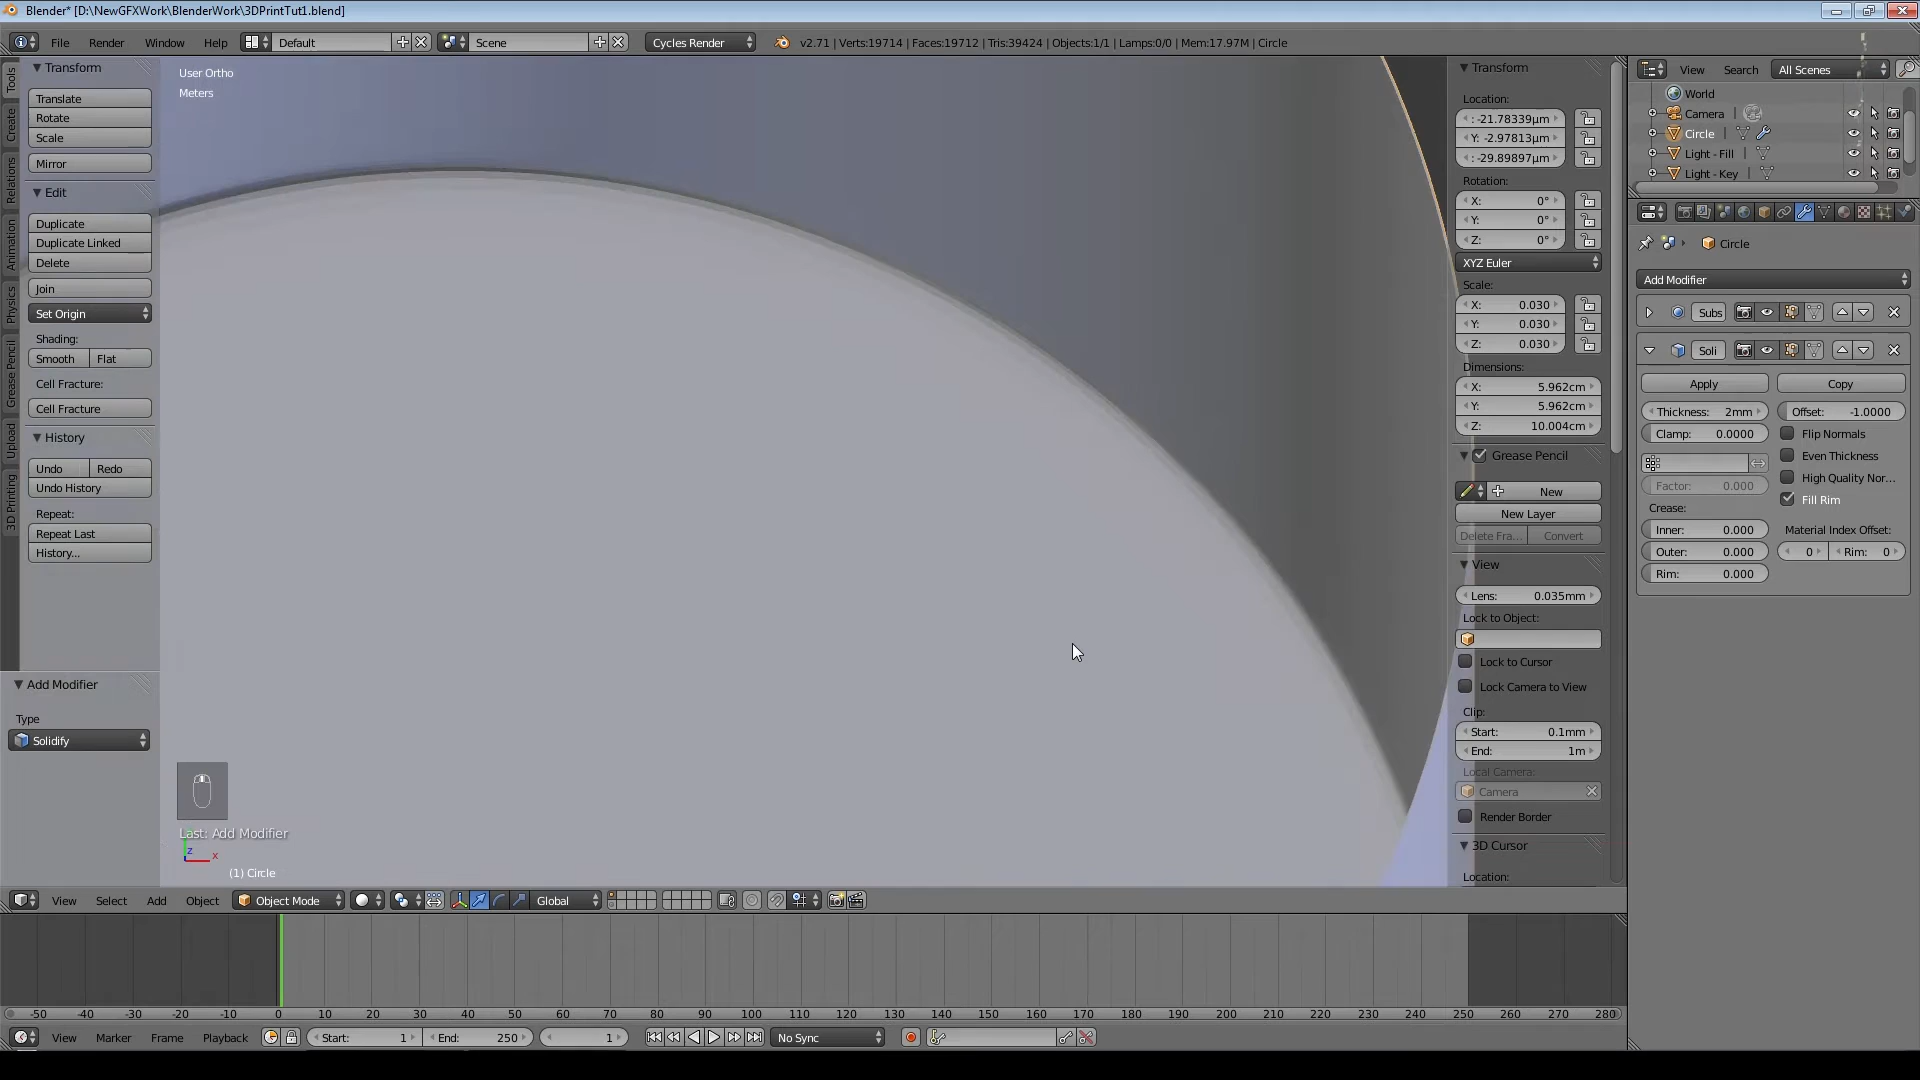 Blender* [D:\NewGFXWork\BlenderWork\3DPrintTut1.blend]
File Render Window Help Default Scene Cycles Render v2.71 | Verts:19714 | Faces:19712 | Tris:39424 | Objects:1/1 | Lamps:0/0 | Mem:17.97M | Circle
Tools
Create
Relations
Animation
Physics
Grease Pencil
Upload
3D Printing
Transform
Translate
Rotate
Scale
Mirror
Edit
Duplicate
Duplicate Linked
Delete
Join
Set Origin
Shading:
Smooth Flat
Cell Fracture:
Cell Fracture
History
Undo Redo
Undo History
Repeat:
Repeat Last
History...
Add Modifier
Type
Solidify
User Ortho
Meters
Last: Add Modifier
z
x
(1) Circle
Transform
Location:
: -21.78339µm
Y: -2.97813µm
: -29.89897µm
Rotation:
X: 0°
Y: 0°
Z: 0°
XYZ Euler
Scale:
X: 0.030
Y: 0.030
Z: 0.030
Dimensions:
X: 5.962cm
Y: 5.962cm
Z: 10.004cm
Grease Pencil
New
New Layer
Delete Fra... Convert
View
Lens: 0.035mm
Lock to Object:
Lock to Cursor
Lock Camera to View
Clip:
Start: 0.1mm
End: 1m
Local Camera:
Camera
Render Border
3D Cursor
Location:
View Search All Scenes
World
Camera
Circle
Light - Fill
Light - Key
Circle
Add Modifier
Subs
Soli
Apply Copy
Thickness: 2mm Offset: -1.0000
Clamp: 0.0000 Flip Normals
Even Thickness
Factor: 0.000 High Quality Nor...
Crease: Fill Rim
Inner: 0.000 Material Index Offset:
Outer: 0.000 0 Rim: 0
Rim: 0.000
View Select Add Object Object Mode Global
-50 -40 -30 -20 -10 0 10 20 30 40 50 60 70 80 90 100 110 120 130 140 150 160 170 180 190 200 210 220 230 240 250 260 270 280
View Marker Frame Playback Start: 1 End: 250 1 No Sync